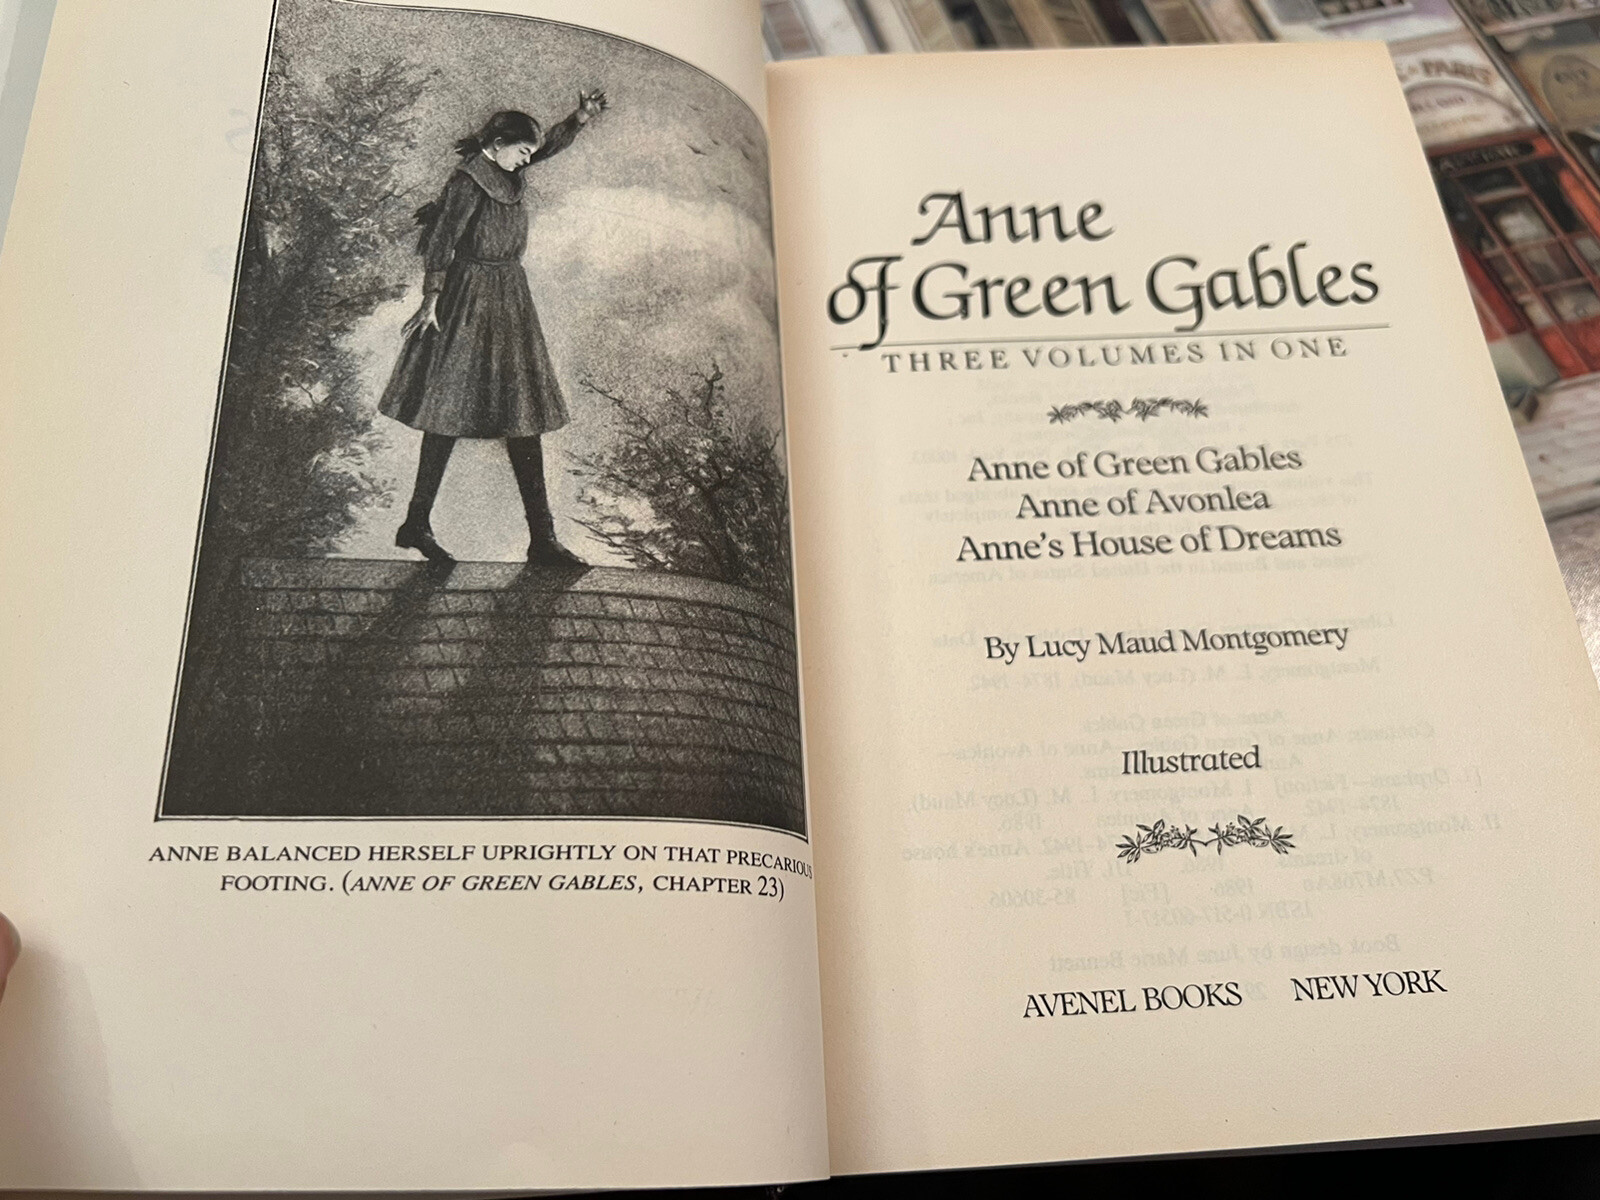 ANNE BALANCED HERSELF UPRIGHTLY ON THAT PRECARIOUS
FOOTING. (ANNE OF GREEN GABLES, CHAPTER 23)
Anne
of Green Gables
THREE VOLUMES IN ONE
Anne of Green Gables
Anne of Avonlea
Anne's House of Dreams
By Lucy Maud Montgomery
Illustrated
AVENEL BOOKS NEW YORK
PARIS